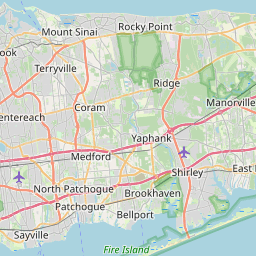 Rocky Point
Mount Sinai
ook
Terryville
Ridge
Manorville
Coram
entereach
Yaphank
Medford
Shirley
East
North Patchogue
Brookhaven
Patchogue
Bellport
Sayville
Fire Island